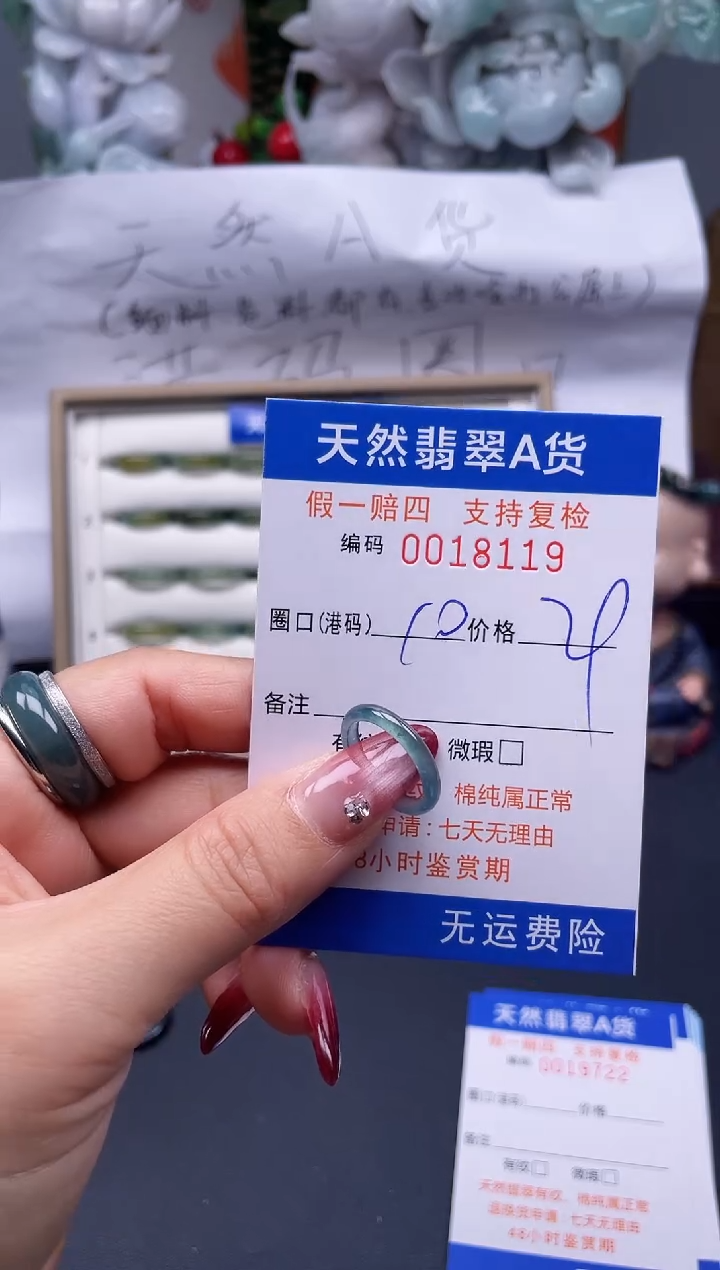 天然A货
天然翡翠A货
假一赔四 支持复检
编码 0018119
圈口(港码) 10 价格
备注
微瑕□
棉纯属正常
申请:七天无理由
8小时鉴赏期
无运费险
天然翡翠A货
假一赔四 支持复检
编码 0019722
圈口(港码) 价格
备注
有纹□ 微瑕□
天然翡翠有纹、棉纯属正常
退换货申请:七天无理由
48小时鉴赏期